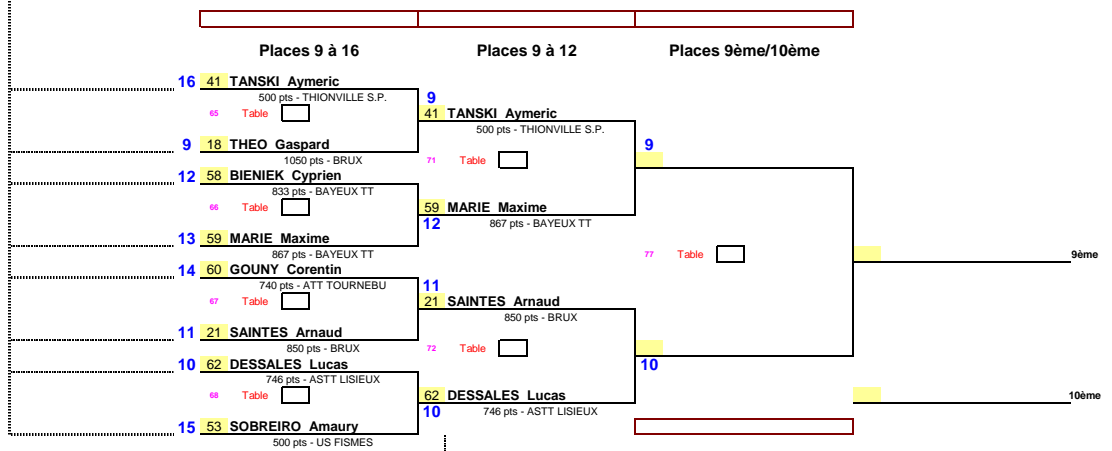 Places 9 à 16 Places 9 à 12 Places 9ème/10ème
16 41 TANSKI Aymeric
500 pts - THIONVILLE S.P.
65 Table
9 18 THEO Gaspard
1050 pts - BRUX
12 58 BIENIEK Cyprien
833 pts - BAYEUX TT
66 Table
13 59 MARIE Maxime
867 pts - BAYEUX TT
14 60 GOUNY Corentin
740 pts - ATT TOURNEBU
67 Table
11 21 SAINTES Arnaud
850 pts - BRUX
10 62 DESSALES Lucas
746 pts - ASTT LISIEUX
68 Table
15 53 SOBREIRO Amaury
500 pts - US FISMES
9
41 TANSKI Aymeric
500 pts - THIONVILLE S.P.
71 Table
59 MARIE Maxime
12 867 pts - BAYEUX TT
11
21 SAINTES Arnaud
850 pts - BRUX
72 Table
62 DESSALES Lucas
10 746 pts - ASTT LISIEUX
9
77 Table
10
9ème
10ème